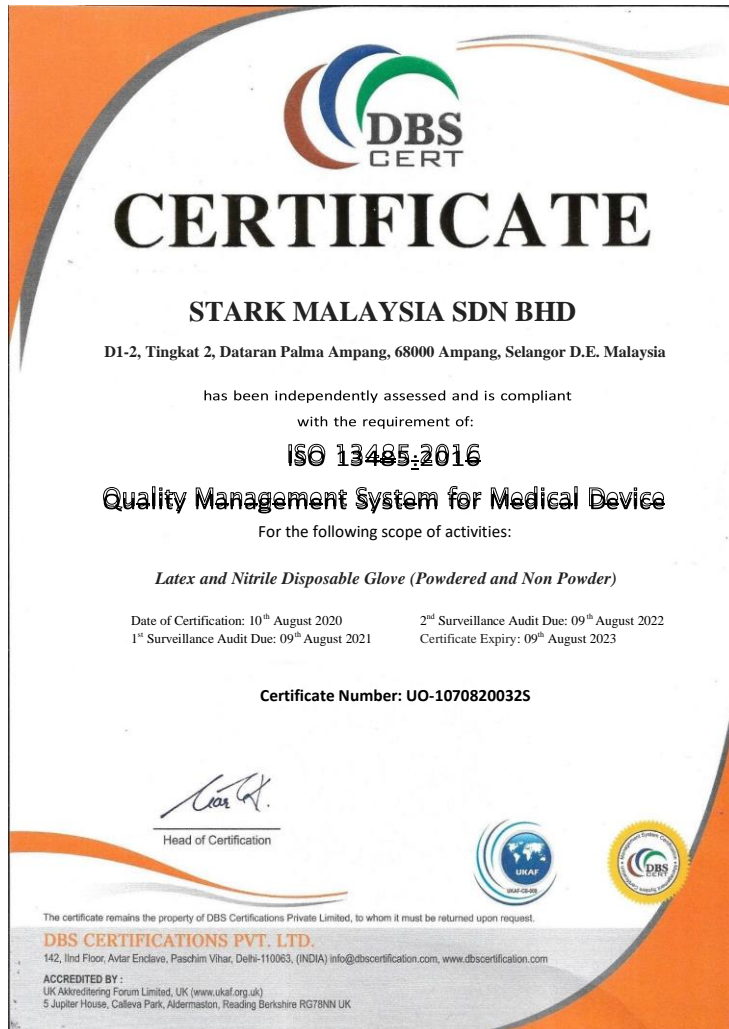 DBS
CERT
CERTIFICATE
STARK MALAYSIA SDN BHD
D1-2, Tingkat 2, Dataran Palma Ampang, 68000 Ampang, Selangor D.E. Malaysia
has been independently assessed and is compliant
with the requirement of:
ISO 13485:2016
Quality Management System for Medical Device
For the following scope of activities:
Latex and Nitrile Disposable Glove (Powdered and Non Powder)
Date of Certification: 10th August 2020
2nd Surveillance Audit Due: 09th August 2022
1st Surveillance Audit Due: 09th August 2021
Certificate Expiry: 09th August 2023
Certificate Number: UO-1070820032S
Head of Certification
UKAF
UKAF-CB-008
DBS
CERT
The certificate remains the property of DBS Certifications Private Limited, to whom it must be returned upon request.
DBS CERTIFICATIONS PVT. LTD.
142, IInd Floor, Avtar Enclave, Paschim Vihar, Delhi-110063, (INDIA) info@dbscertification.com, www.dbscertification.com
ACCREDITED BY :
UK Akkreditering Forum Limited, UK (www.ukaf.org.uk)
5 Jupiter House, Calleva Park, Aldermaston, Reading Berkshire RG78NN UK